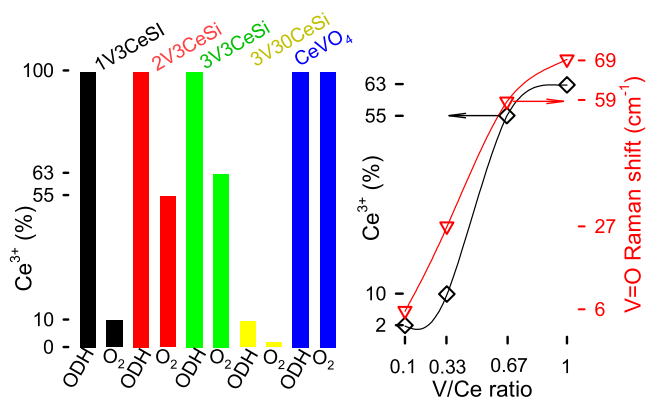 1V3CeSI
2V3CeSi
3V3CeSi
3V30CeSi
CeVO₄
100
63
55
10
0
Ce³⁺ (%)
ODH
O₂
ODH
O₂
ODH
O₂
ODH
O₂
ODH
O₂
63
55
10
2
Ce³⁺ (%)
69
59
27
6
V=O Raman shift (cm⁻¹)
0.1
0.33
0.67
1
V/Ce ratio